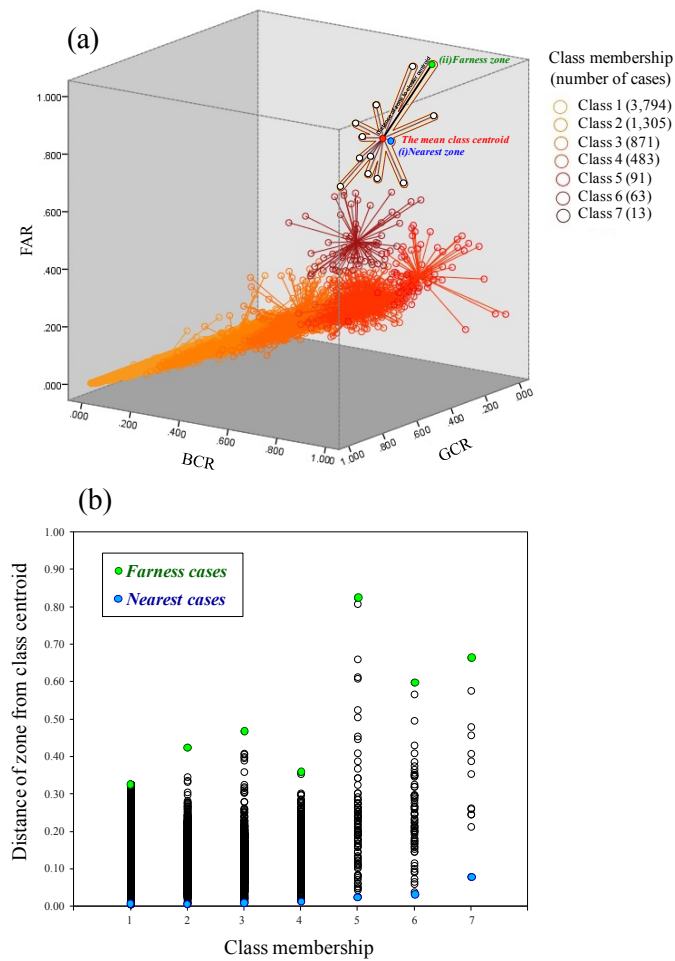 (a)
(ii)Farness zone
The mean class centroid
(i)Nearest zone
Class membership
(number of cases)
Class 1 (3,794)
Class 2 (1,305)
Class 3 (871)
Class 4 (483)
Class 5 (91)
Class 6 (63)
Class 7 (13)
1.000
.800
.600
.400
.200
.000
FAR
.000
.200
.400
.600
.800
1.000
BCR
1.000
.800
.600
.400
.200
.000
GCR
(b)
1.00
0.90
0.80
0.70
0.60
0.50
0.40
0.30
0.20
0.10
0.00
Distance of zone from class centroid
Farness cases
Nearest cases
1 2 3 4 5 6 7
Class membership